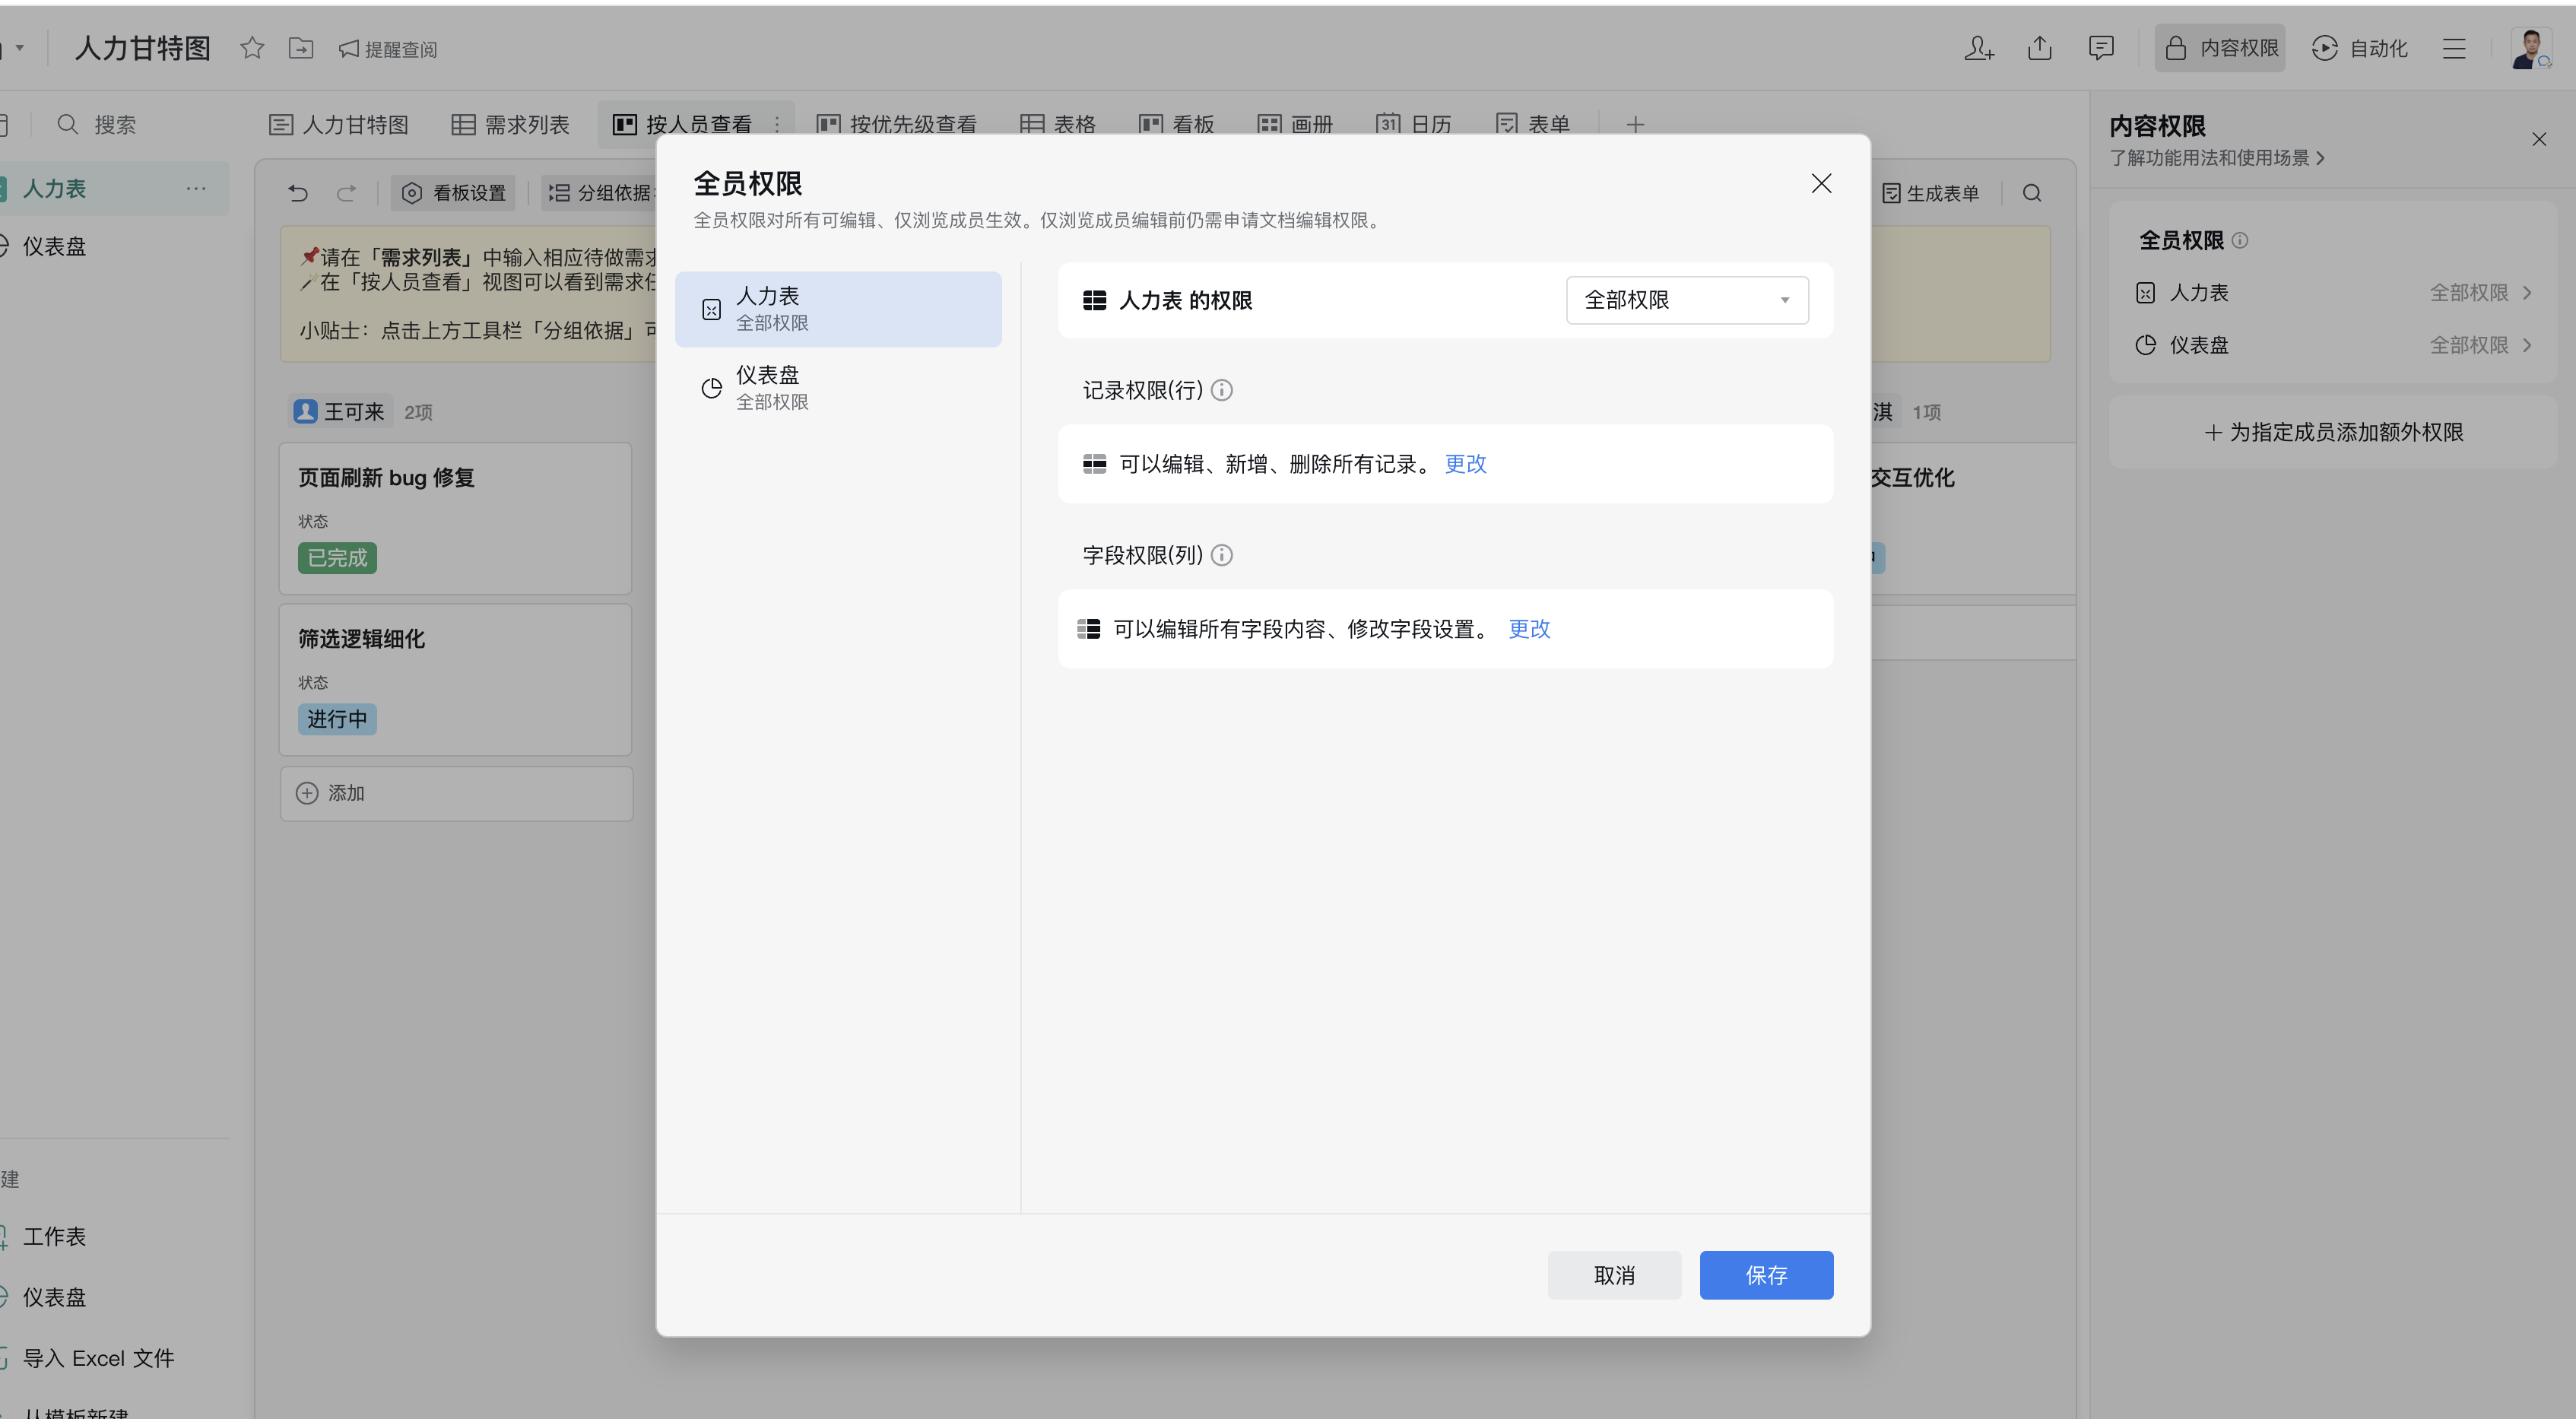 人力甘特图
提醒查阅
内容权限
自动化
搜索
人力甘特图
需求列表
按人员查看
按优先级查看
表格
看板
画册
31
日历
表单
人力表
仪表盘
看板设置
分组依据
生成表单
📌请在「需求列表」中输入相应待做需
在「按人员查看」视图可以看到需求
小贴士：点击上方工具栏「分组依据」
王可来
2项
页面刷新 bug 修复
状态
已完成
筛选逻辑细化
状态
进行中
添加
淇
1项
交互优化
建
工作表
仪表盘
导入 Excel 文件
从模板新建
全员权限
全员权限对所有可编辑、仅浏览成员生效。仅浏览成员编辑前仍需申请文档编辑权限。
人力表
全部权限
仪表盘
全部权限
人力表 的权限
全部权限
记录权限(行)
可以编辑、新增、删除所有记录。 更改
字段权限(列)
可以编辑所有字段内容、修改字段设置。 更改
取消
保存
内容权限
了解功能用法和使用场景
全员权限
人力表
全部权限
仪表盘
全部权限
为指定成员添加额外权限